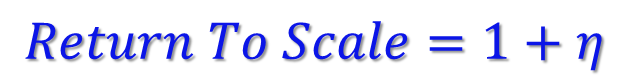 Return To Scale = 1 + η